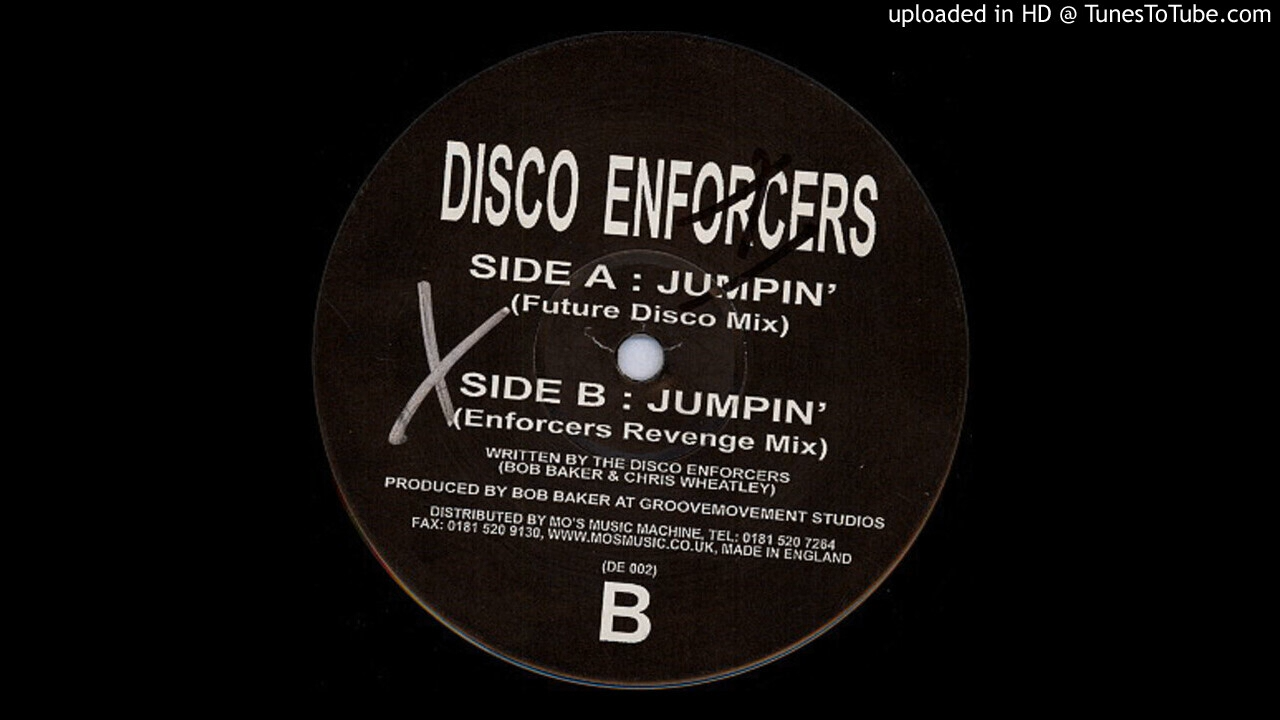 uploaded in HD @ TunesToTube.com
DISCO ENFORCERS
SIDE A : JUMPIN'
(Future Disco Mix)
X
SIDE B : JUMPIN'
(Enforcers Revenge Mix)
WRITTEN BY THE DISCO ENFORCERS
(BOB BAKER & CHRIS WHEATLEY)
PRODUCED BY BOB BAKER AT GROOVEMOVEMENT STUDIOS
DISTRIBUTED BY MO'S MUSIC MACHINE, TEL: 0181 520 7264
FAX: 0181 520 9130, WWW.MOSMUSIC.CO.UK, MADE IN ENGLAND
(DE 002)
B